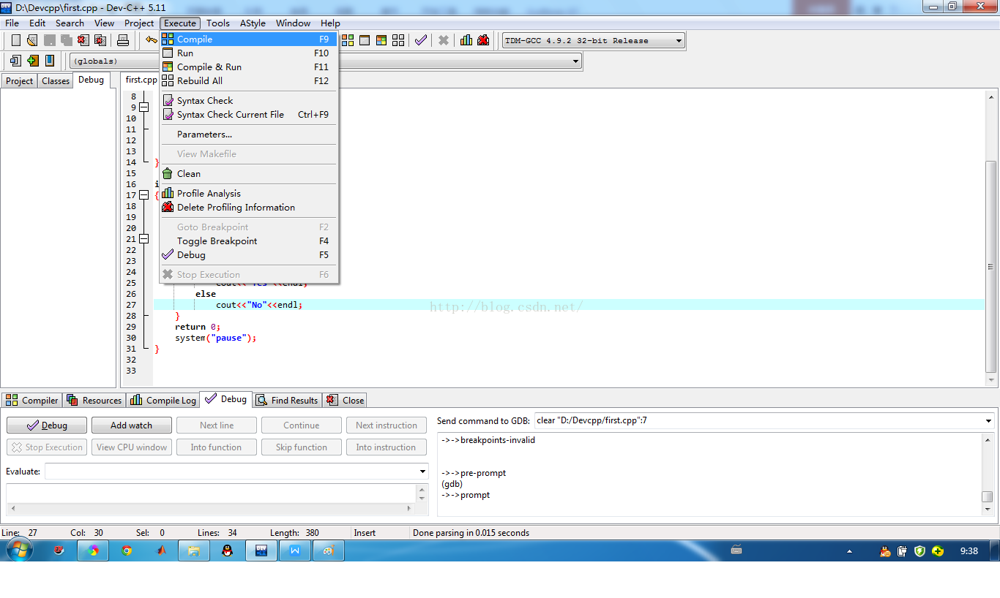 D:\Devcpp\first.cpp - Dev-C++ 5.11
File Edit Search View Project Execute Tools AStyle Window Help
TDM-GCC 4.9.2 32-bit Release
(globals)
Project Classes Debug
first.cpp
Compile F9
Run F10
Compile & Run F11
Rebuild All F12
Syntax Check
Syntax Check Current File Ctrl+F9
Parameters...
View Makefile
Clean
Profile Analysis
Delete Profiling Information
Goto Breakpoint F2
Toggle Breakpoint F4
Debug F5
Stop Execution F6
8
9
10
11
12
13
14 }
15
16 i
17 {
18
19
20
21
22
23
24
25 cout<<"Yes"<<endl;
26 else
27 cout<<"No"<<endl;
28 }
29 return 0;
30 system("pause");
31 }
32
33
http://blog.csdn.net/
Compiler Resources Compile Log Debug Find Results Close
Debug Add watch Next line Continue Next instruction
Stop Execution View CPU window Into function Skip function Into instruction
Evaluate:
Send command to GDB: clear "D:/Devcpp/first.cpp":7
->->breakpoints-invalid
->->pre-prompt
(gdb)
->->prompt
Line: 27 Col: 30 Sel: 0 Lines: 34 Length: 380 Insert Done parsing in 0.015 seconds
9:38